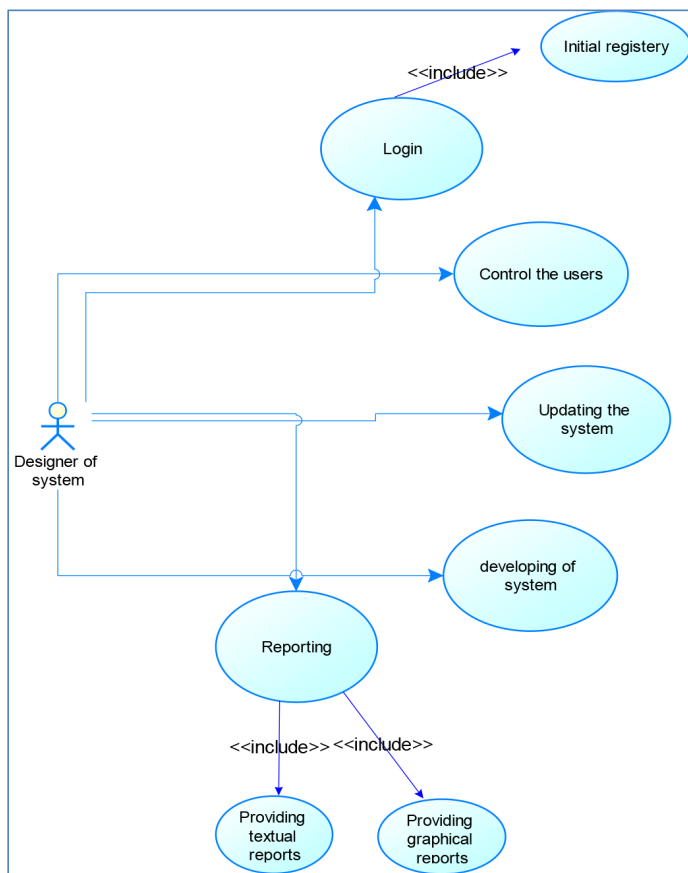 Initial registery
<<include>>
Login
Control the users
Updating the
system
Designer of
system
developing of
system
Reporting
<<include>>
<<include>>
Providing
textual
reports
Providing
graphical
reports